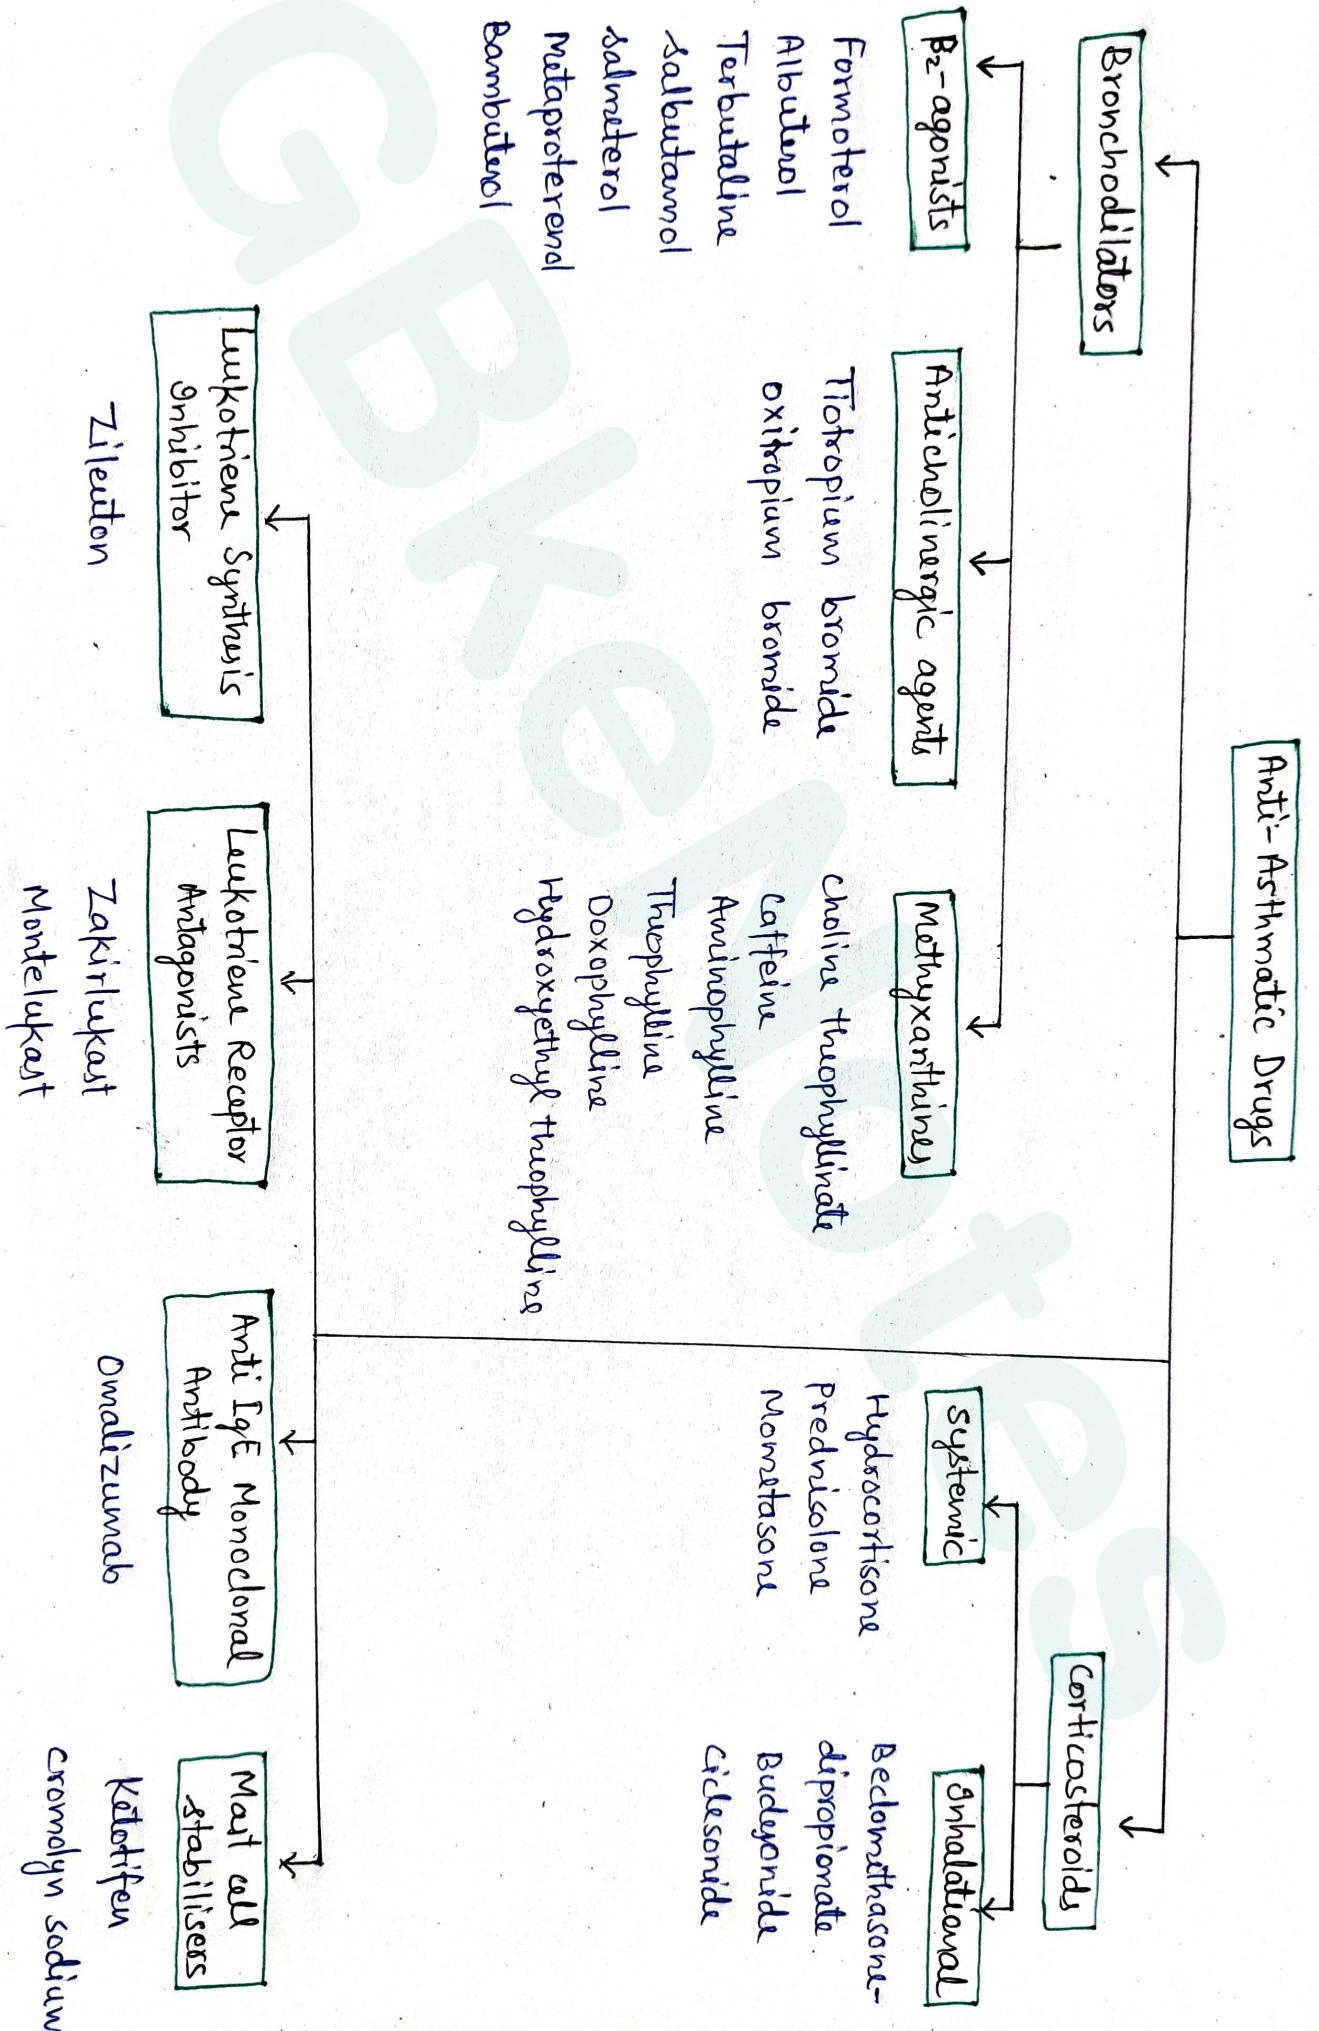 Anti-Asthmatic Drugs
Bronchodilators
Corticosteroids
B₂-agonists
Formoterol
Albuterol
Terbutaline
Salbutamol
Salmeterol
Metaproterenol
Bambuterol
Anticholinergic agents
Tiotropium bromide
oxitropium bromide
Methyxanthines
Choline theophyllinate
Caffeine
Aminophylline
Theophylline
Doxophylline
Hydroxyethyl theophylline
Systemic
Hydrocortisone
Prednisolone
Mometasone
Inhalational
Beclomethasone-
dipropionate
Budesonide
Ciclesonide
Leukotriene Synthesis
Inhibitor
Zileuton
Leukotriene Receptor
Antagonists
Zakirlukast
Montelukast
Anti IgE Monoclonal
Antibody
Omalizumab
Mast cell
stabilisers
Ketotifen
Cromolyn sodium
GBkeNotes